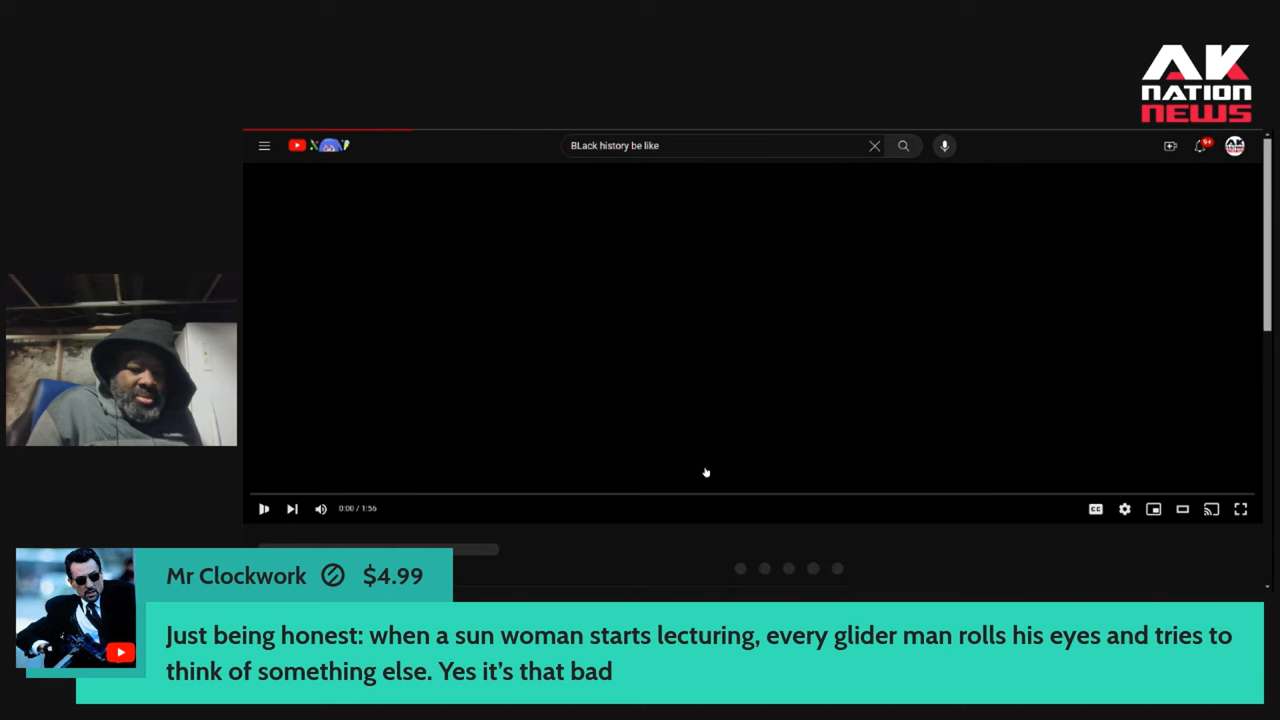 AK
NATION
NEWS
BLack history be like
9+
0:00 / 1:56
CC
Mr Clockwork $4.99
Just being honest: when a sun woman starts lecturing, every glider man rolls his eyes and tries to
think of something else. Yes it’s that bad